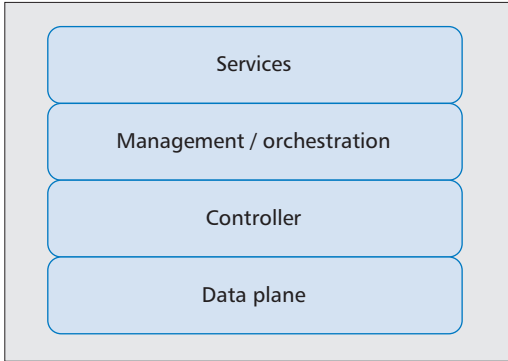 Services
Management / orchestration
Controller
Data plane